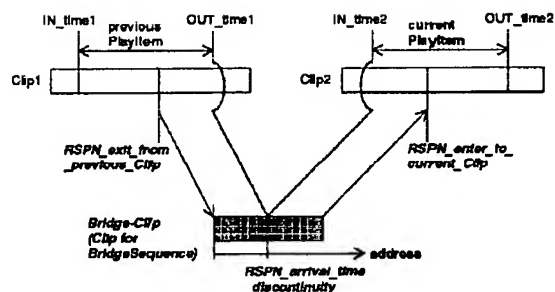 IN_time1
previous
PlayItem
OUT_time1
IN_time2
current
PlayItem
OUT_time2
Clip1
Clip2
RSPN_exit_from
_previous_Clip
RSPN_enter_to_
current_Clip
Bridge-Clip
(Clip for
BridgeSequence)
address
RSPN_arrival_time
discontinuity